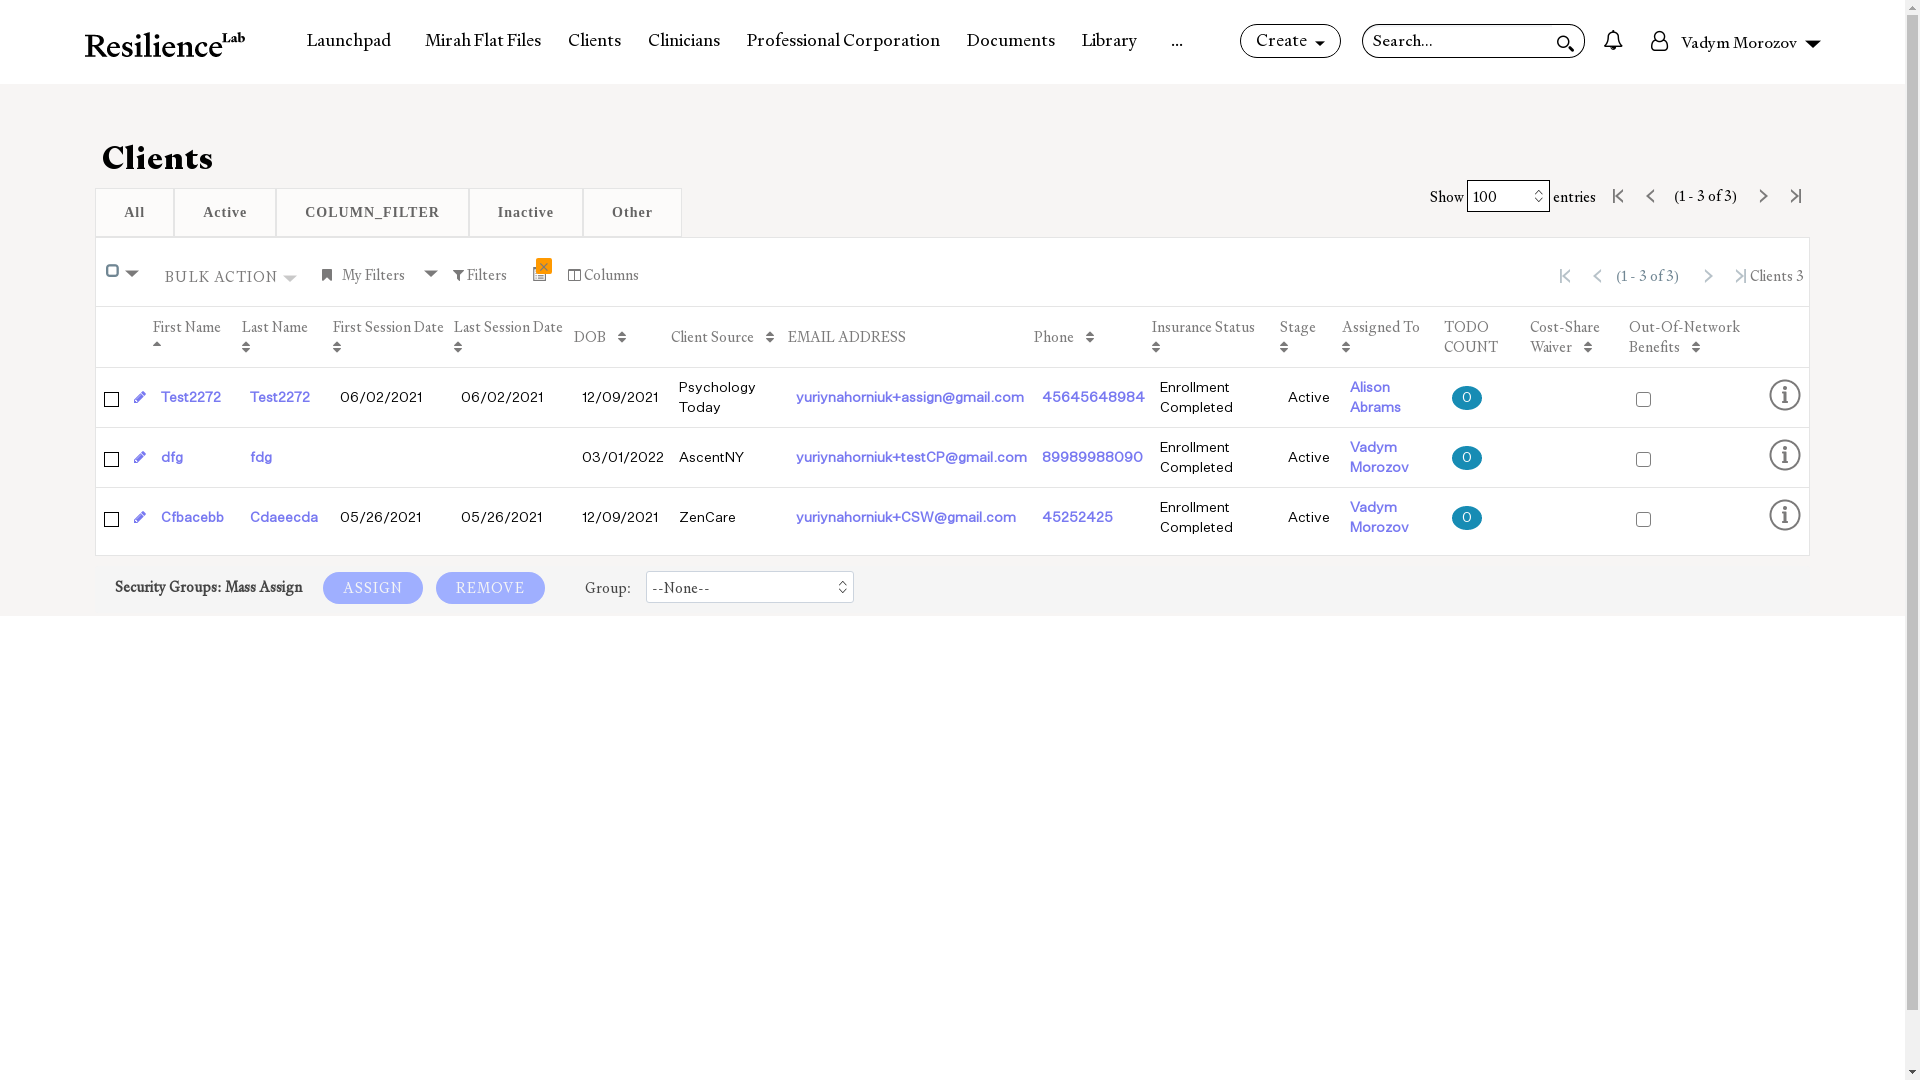 ResilienceLab Launchpad Mirah Flat Files Clients Clinicians Professional Corporation Documents Library ... Create Search... Vadym Morozov
Clients
All Active COLUMN_FILTER Inactive Other
Show 100 entries (1 - 3 of 3)
BULK ACTION My Filters Filters Columns (1 - 3 of 3) Clients 3
First Name Last Name First Session Date Last Session Date DOB Client Source EMAIL ADDRESS Phone Insurance Status Stage Assigned To TODO COUNT Cost-Share Waiver Out-Of-Network Benefits
Test2272 Test2272 06/02/2021 06/02/2021 12/09/2021 Psychology Today yuriynahorniuk+assign@gmail.com 45645648984 Enrollment Completed Active Alison Abrams 0
dfg fdg 03/01/2022 AscentNY yuriynahorniuk+testCP@gmail.com 89989988090 Enrollment Completed Active Vadym Morozov 0
Cfbacebb Cdaeecda 05/26/2021 05/26/2021 12/09/2021 ZenCare yuriynahorniuk+CSW@gmail.com 45252425 Enrollment Completed Active Vadym Morozov 0
Security Groups: Mass Assign ASSIGN REMOVE Group: --None--